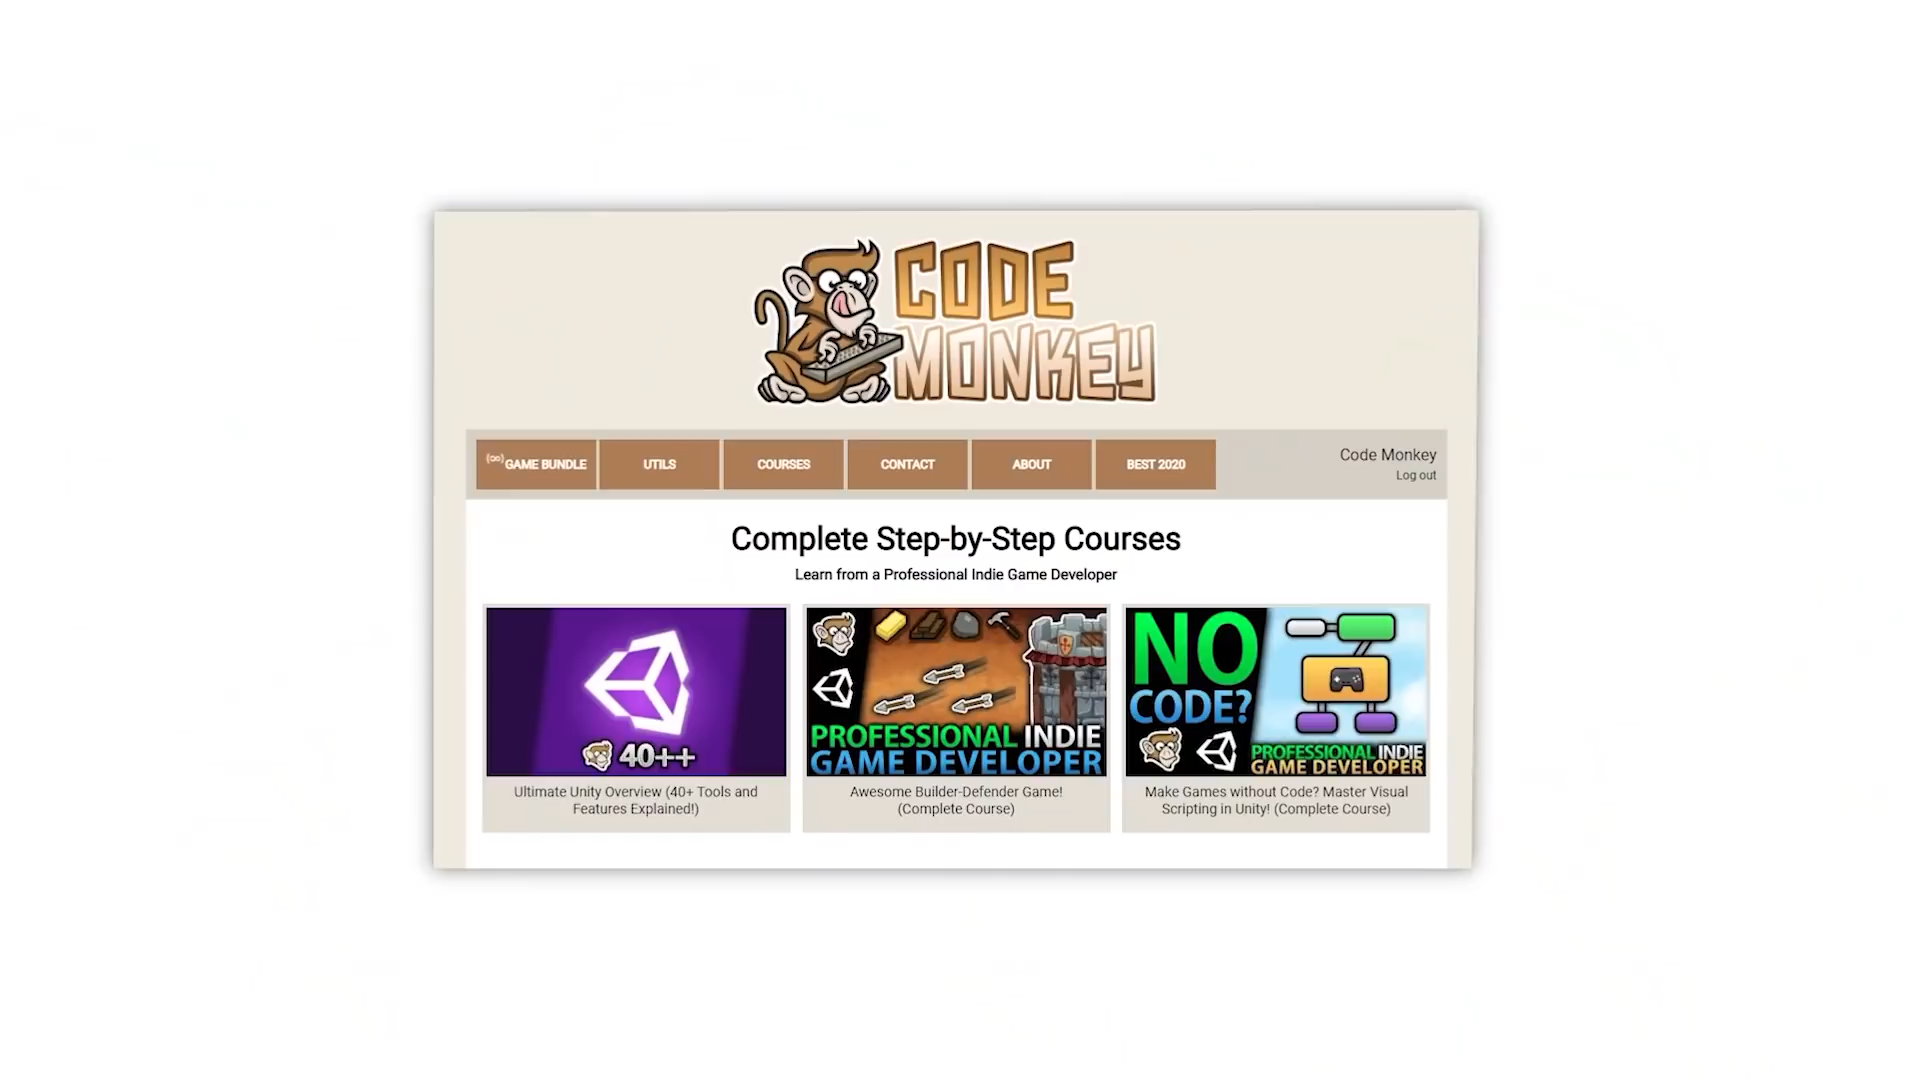 CODE
MONKEY
(∞) GAME BUNDLE
UTILS
COURSES
CONTACT
ABOUT
BEST 2020
Code Monkey
Log out
Complete Step-by-Step Courses
Learn from a Professional Indie Game Developer
40++
Ultimate Unity Overview (40+ Tools and
Features Explained!)
PROFESSIONAL INDIE
GAME DEVELOPER
Awesome Builder-Defender Game!
(Complete Course)
NO
CODE?
PROFESSIONAL INDIE
GAME DEVELOPER
Make Games without Code? Master Visual
Scripting in Unity! (Complete Course)